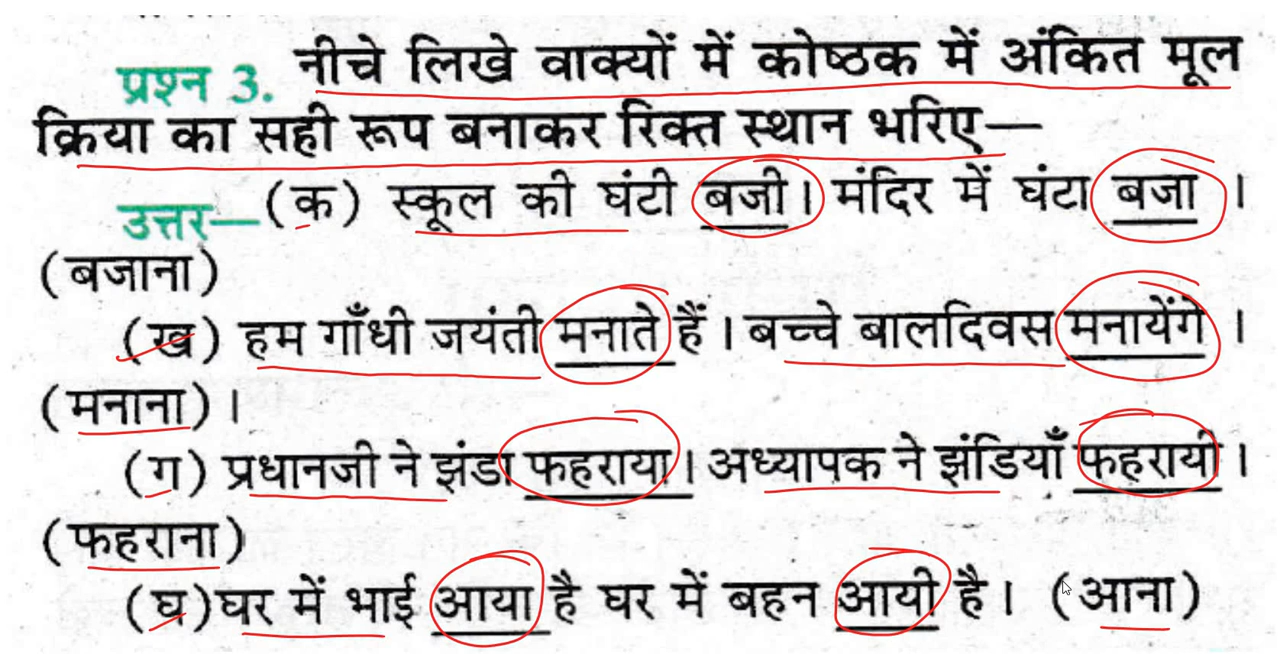 प्रश्न 3. नीचे लिखे वाक्यों में कोष्ठक में अंकित मूल
क्रिया का सही रूप बनाकर रिक्त स्थान भरिए—
उत्तर—(क) स्कूल की घंटी बजी। मंदिर में घंटा बजा ।
(बजाना)
(ख) हम गाँधी जयंती मनाते हैं। बच्चे बालदिवस मनायेंगे ।
(मनाना)।
(ग) प्रधानजी ने झंडा फहराया। अध्यापक ने झंडियाँ फहरायी।
(फहराना)
(घ)घर में भाई आया है घर में बहन आयी है। (आना)